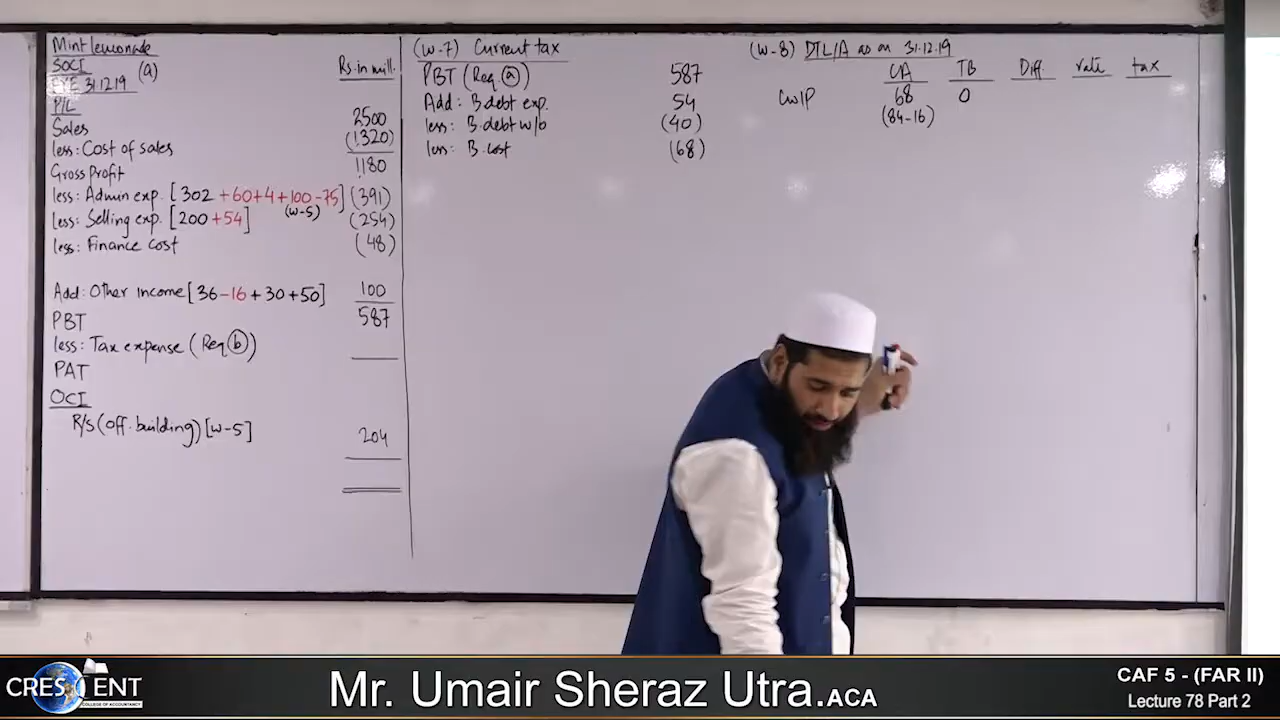 Mint lemonade
SOCI (a)
FYE 31.12.19
Rs. in mill.
P/L
Sales 2500
less: Cost of sales (1320)
Gross profit 1180
less: Admin exp. [302 +60+4+100-75] (391)
(W-5)
less: Selling exp. [200 +54] (254)
less: Finance cost (48)
Add: Other income [36-16+30+50] 100
PBT 587
less: Tax expense (Req b)
PAT
OCI
R/S (off. building) [W-5] 204
(W-7) Current tax
PBT (Req. a) 587
Add: B.debt exp. 54
less: B.debt w/o (40)
less: B.cost (68)
(W-8) DTL/A as on 31.12.19
CA TB Diff rate tax
CWIP 68 0
(84-16)
CRESCENT
COLLEGE OF ACCOUNTANCY
Mr. Umair Sheraz Utra.ACA
CAF 5 - (FAR II)
Lecture 78 Part 2